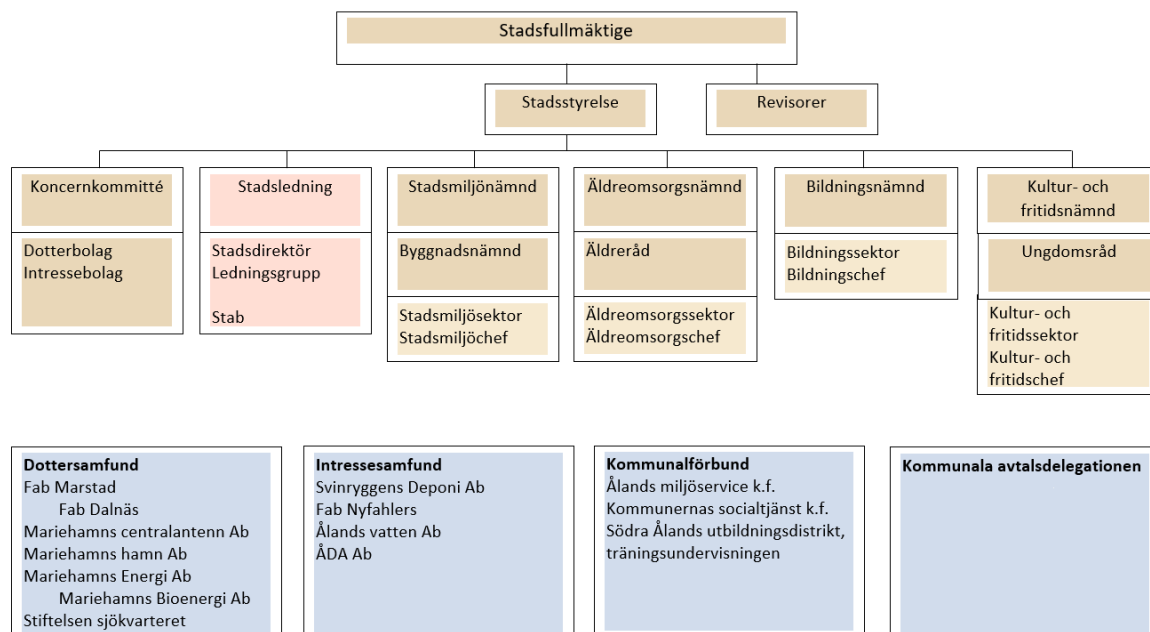 Stadsfullmäktige
Stadsstyrelse
Revisorer
Koncernkommitté
Dotterbolag
Intressebolag
Stadsledning
Stadsdirektör
Ledningsgrupp
Stab
Stadsmiljönämnd
Byggnadsnämnd
Stadsmiljösektor
Stadsmiljöchef
Äldreomsorgsnämnd
Äldreråd
Äldreomsorgssektor
Äldreomsorgschef
Bildningsnämnd
Bildningssektor
Bildningschef
Kultur- och
fritidsnämnd
Ungdomsråd
Kultur- och
fritidssektor
Kultur- och
fritidschef
Dottersamfund
Fab Marstad
Fab Dalnäs
Mariehamns centralantenn Ab
Mariehamns hamn Ab
Mariehamns Energi Ab
Mariehamns Bioenergi Ab
Stiftelsen sjökvarteret
Intressesamfund
Svinryggens Deponi Ab
Fab Nyfahlers
Ålands vatten Ab
ÅDA Ab
Kommunalförbund
Ålands miljöservice k.f.
Kommunernas socialtjänst k.f.
Södra Ålands utbildningsdistrikt,
träningsundervisningen
Kommunala avtalsdelegationen